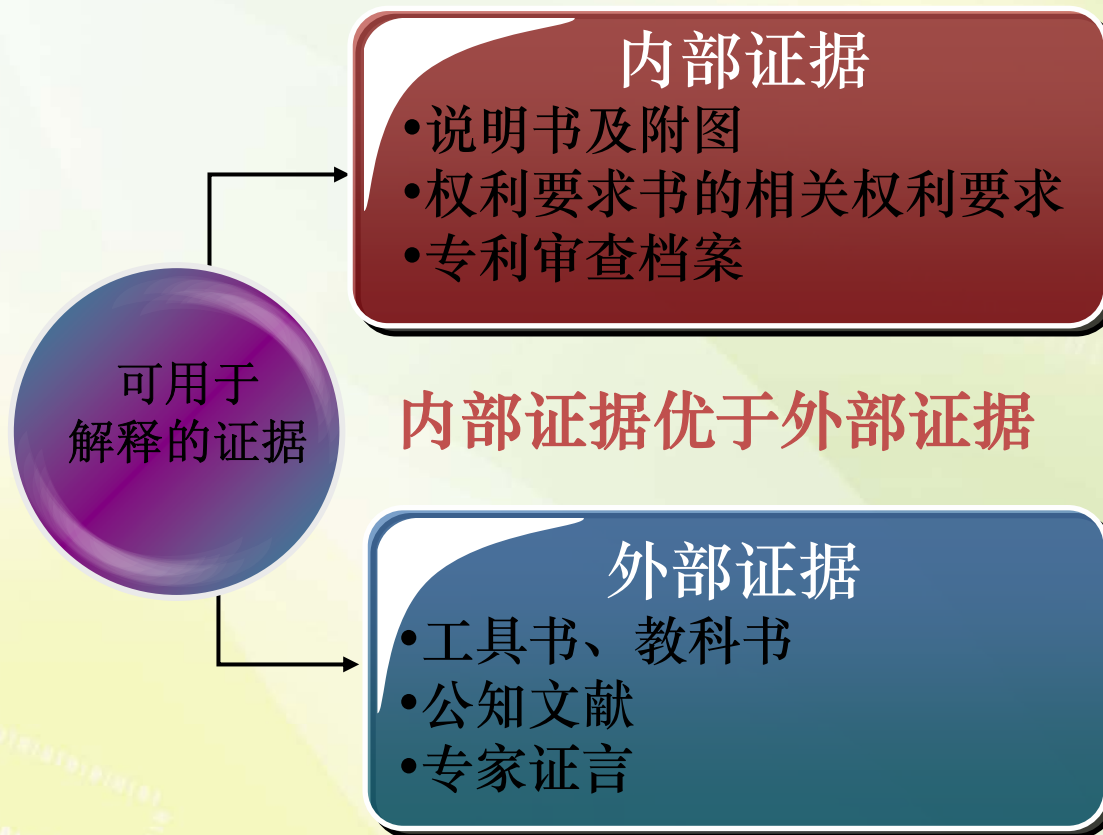 内部证据
•说明书及附图
•权利要求书的相关权利要求
•专利审查档案
可用于
解释的证据
内部证据优于外部证据
外部证据
•工具书、教科书
•公知文献
•专家证言